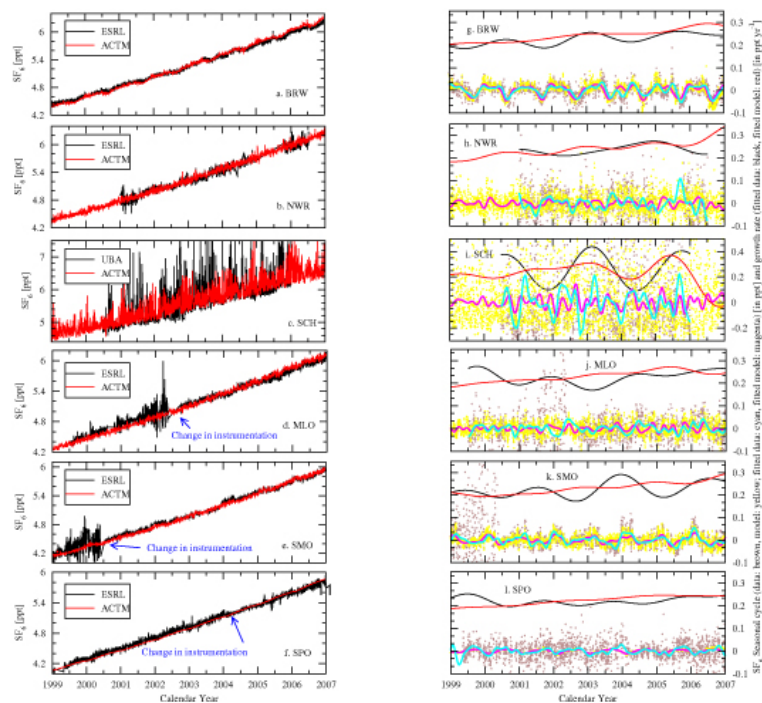 6
5.4
4.8
4.2
SF6 [ppt]
ESRL
ACTM
a. BRW
6
5.4
4.8
4.2
SF6 [ppt]
ESRL
ACTM
b. NWR
7
6
5
SF6 [ppt]
UBA
ACTM
c. SCH
6
5.4
4.8
4.2
SF6 [ppt]
ESRL
ACTM
d. MLO
Change in instrumentation
6
5.4
4.8
4.2
SF6 [ppt]
ESRL
ACTM
e. SMO
Change in instrumentation
6
5.4
4.8
4.2
SF6 [ppt]
ESRL
ACTM
f. SPO
Change in instrumentation
1999 2000 2001 2002 2003 2004 2005 2006 2007
Calendar Year
g. BRW
0.3
0.2
0.1
0
-0.1
h. NWR
0.3
0.2
0.1
0
-0.1
i. SCH
0.4
0.2
0
-0.2
j. MLO
0.3
0.2
0.1
0
-0.1
k. SMO
0.3
0.2
0.1
0
-0.1
l. SPO
0.3
0.2
0.1
0
-0.1
1999 2000 2001 2002 2003 2004 2005 2006 2007
Calendar Year
SF6 Seasonal cycle (data: brown, model: yellow; fitted data: cyan, fitted model: magenta) [in ppt] and growth rate (fitted data: black, fitted model: red) [in ppt yr-1]